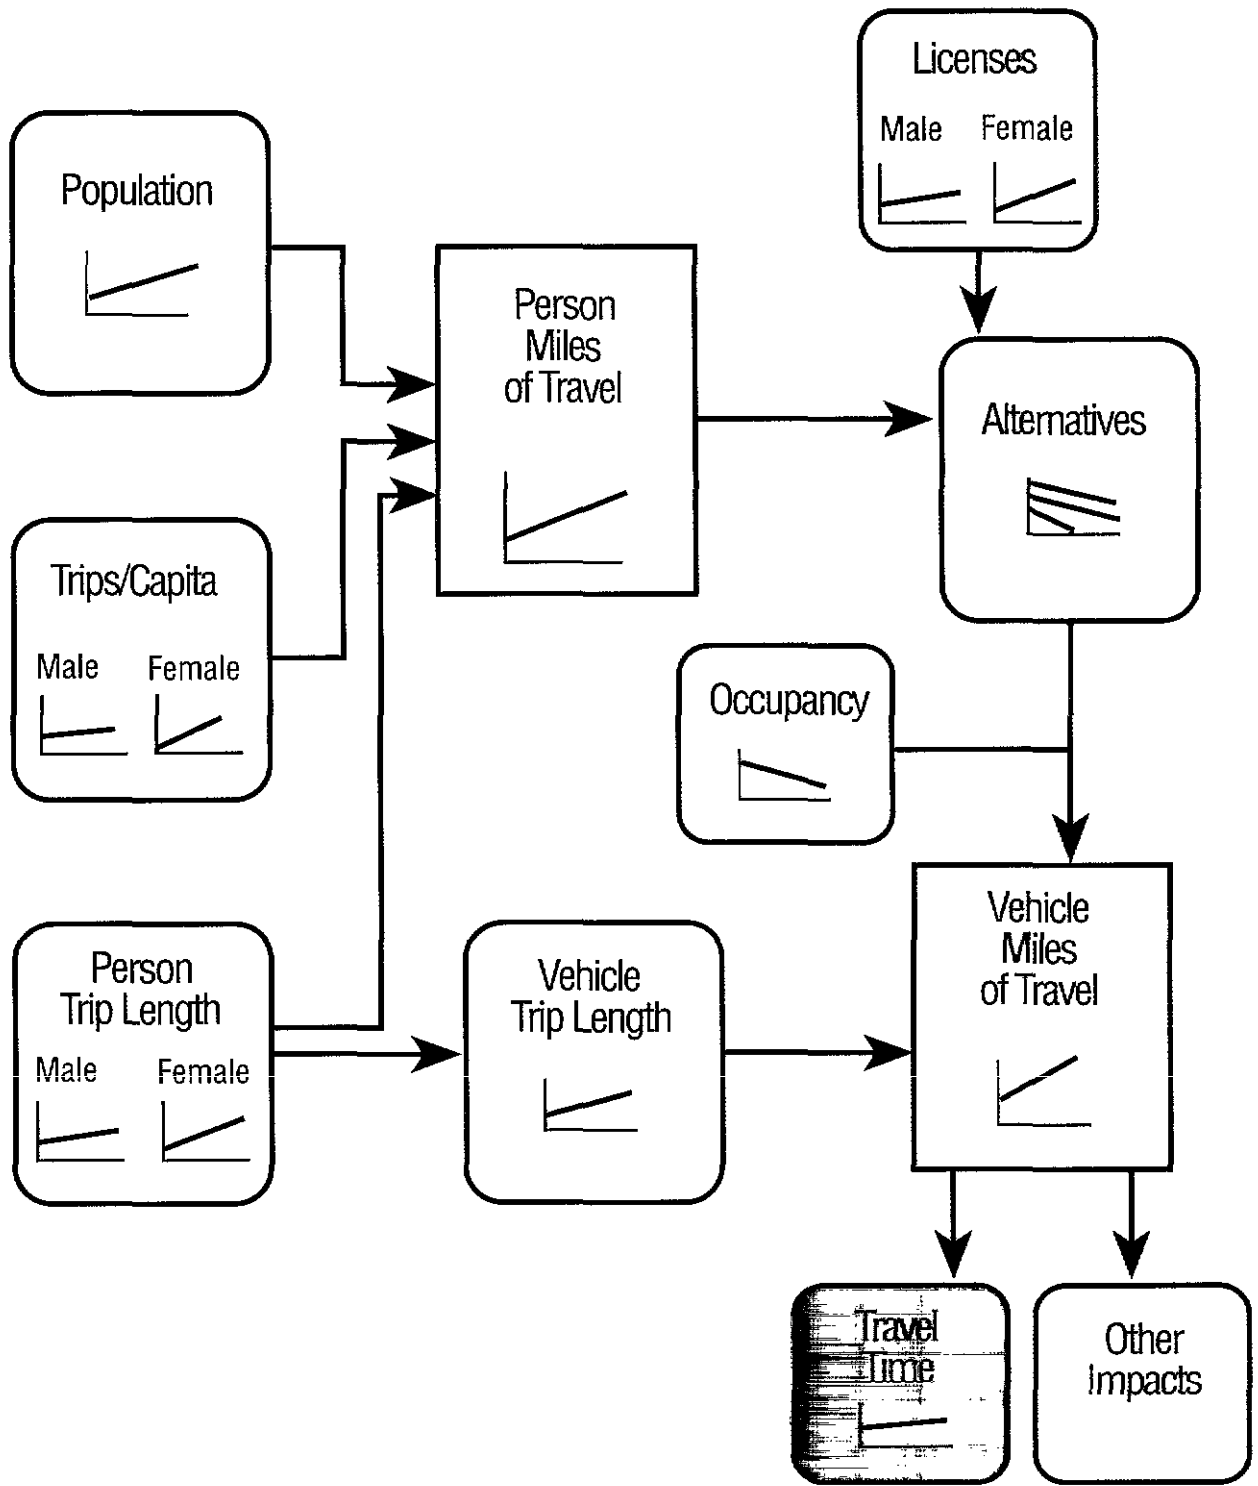 Licenses
Male Female
Population
Person
Miles
of Travel
Alternatives
Trips/Capita
Male Female
Occupancy
Person
Trip Length
Male Female
Vehicle
Trip Length
Vehicle
Miles
of Travel
Travel
Time
Other
Impacts